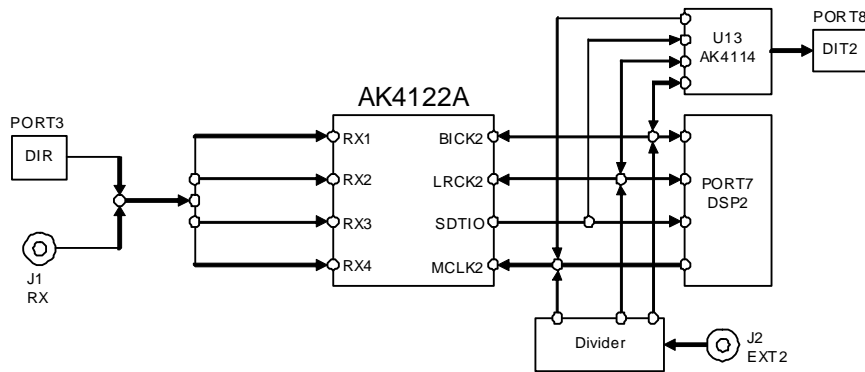 PORT8
U13
AK4114
DIT2
AK4122A
PORT3
DIR
RX1
BICK2
RX2
LRCK2
PORT7
DSP2
RX3
SDTIO
RX4
MCLK2
J1
RX
Divider
J2
EXT2